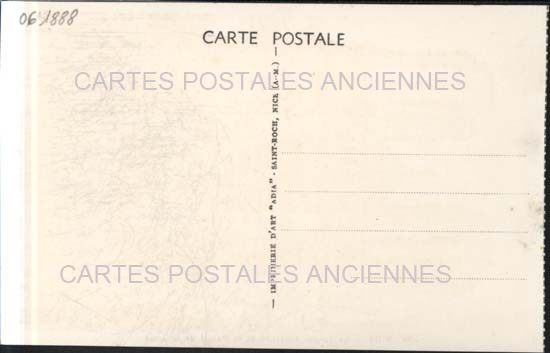 06 1888
CARTE POSTALE
CARTES POSTALES ANCIENNES
— IMPRIMERIE D'ART "ADIA" - SAINT-ROCH, NICE (A.-M.) —
CARTES POSTALES ANCIENNES